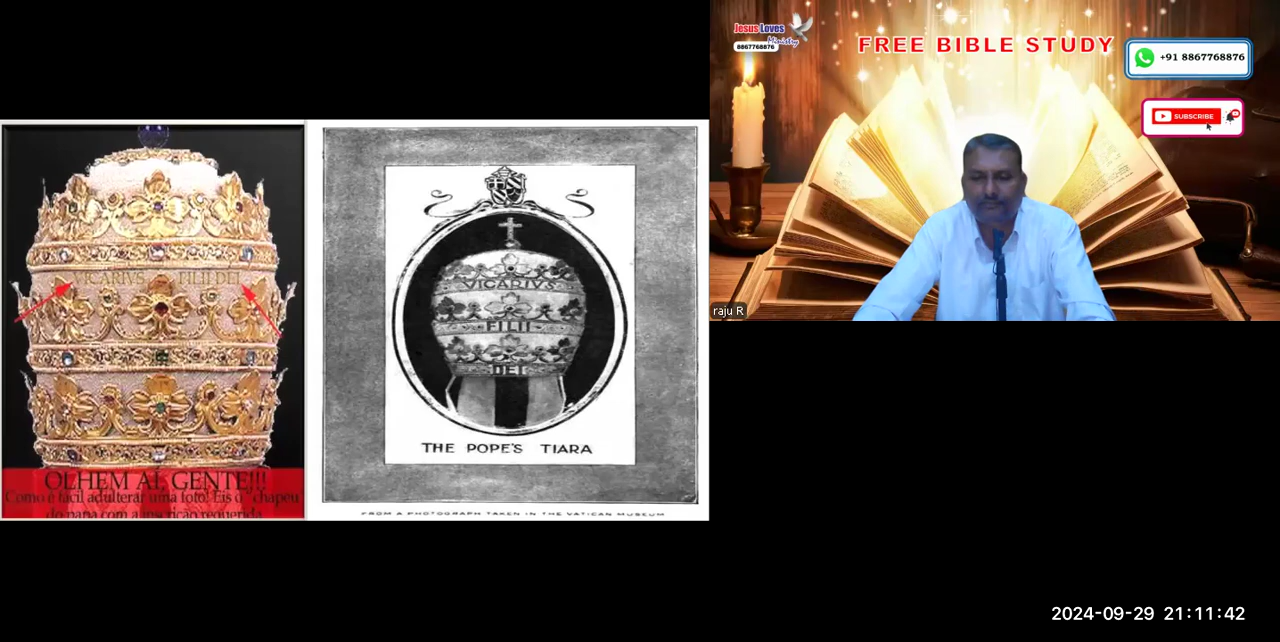 VICARIVS FILII DEI
OLHEM AÍ, GENTE!!!
Como é fácil adulterar uma foto! Eis o "chapéu
do papa com a inscrição requerida
VICARIVS
FILII
DEI
THE POPE'S TIARA
FROM A PHOTOGRAPH TAKEN IN THE VATICAN MUSEUM
Jesus Loves
Ministry
8867768876
FREE BIBLE STUDY
+91 8867768876
SUBSCRIBE
raju R
2024-09-29 21:11:42